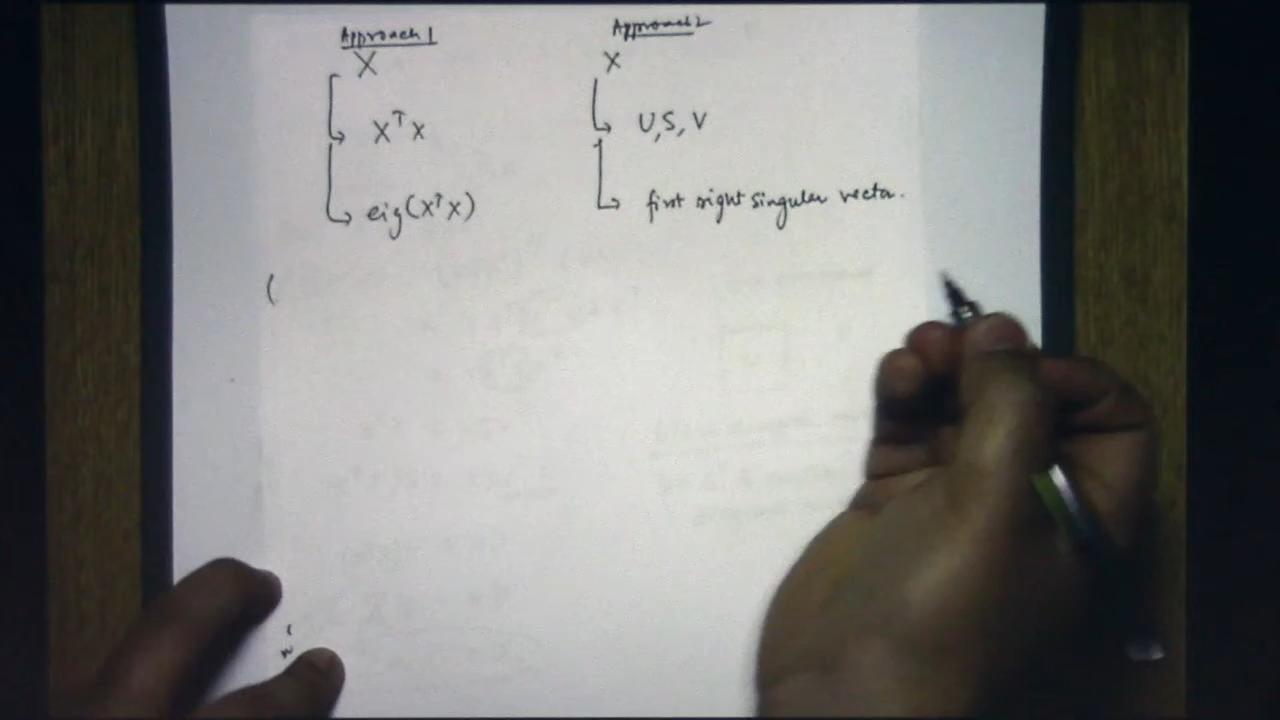 Approach 1
X
X^T X
eig(X^T X)
Approach 2
X
U, S, V
first right singular vector.
(